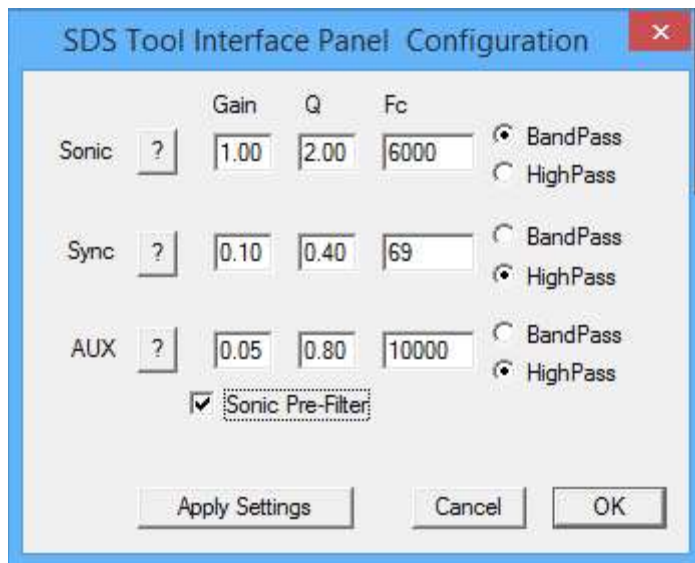 SDS Tool Interface Panel Configuration
×
Gain Q Fc
Sonic ? 1.00 2.00 6000 BandPass
HighPass
Sync ? 0.10 0.40 69 BandPass
HighPass
AUX ? 0.05 0.80 10000 BandPass
HighPass
Sonic Pre-Filter
Apply Settings Cancel OK